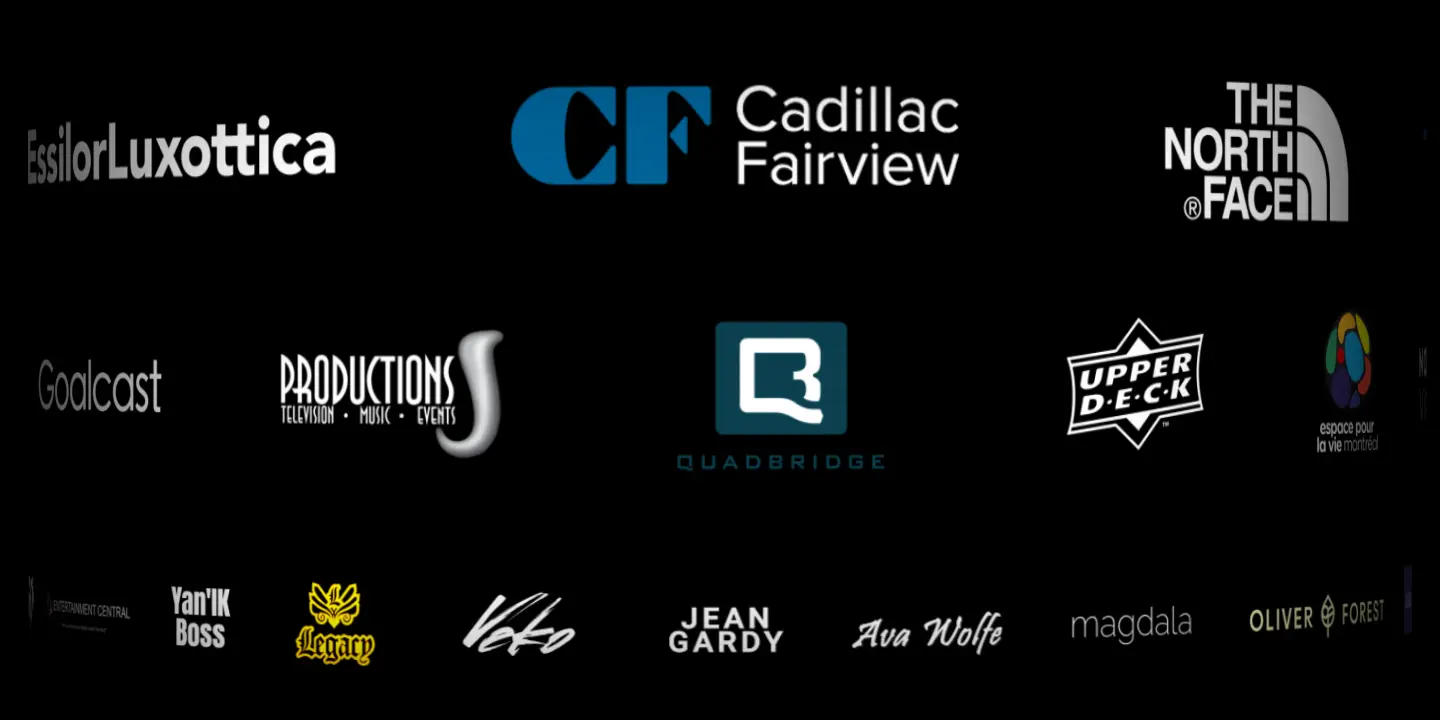 EssilorLuxottica
CF
Cadillac
Fairview
THE
NORTH
®FACE
Goalcast
PRODUCTIONS J
TELEVISION • MUSIC • EVENTS
QUADBRIDGE
UPPER
D·E·C·K
™
espace pour
la vie montréal
ENTERTAINMENT CENTRAL
Yan'IK
Boss
L
Legacy
Veko
JEAN
GARDY
Ava Wolfe
magdala
OLIVER FOREST